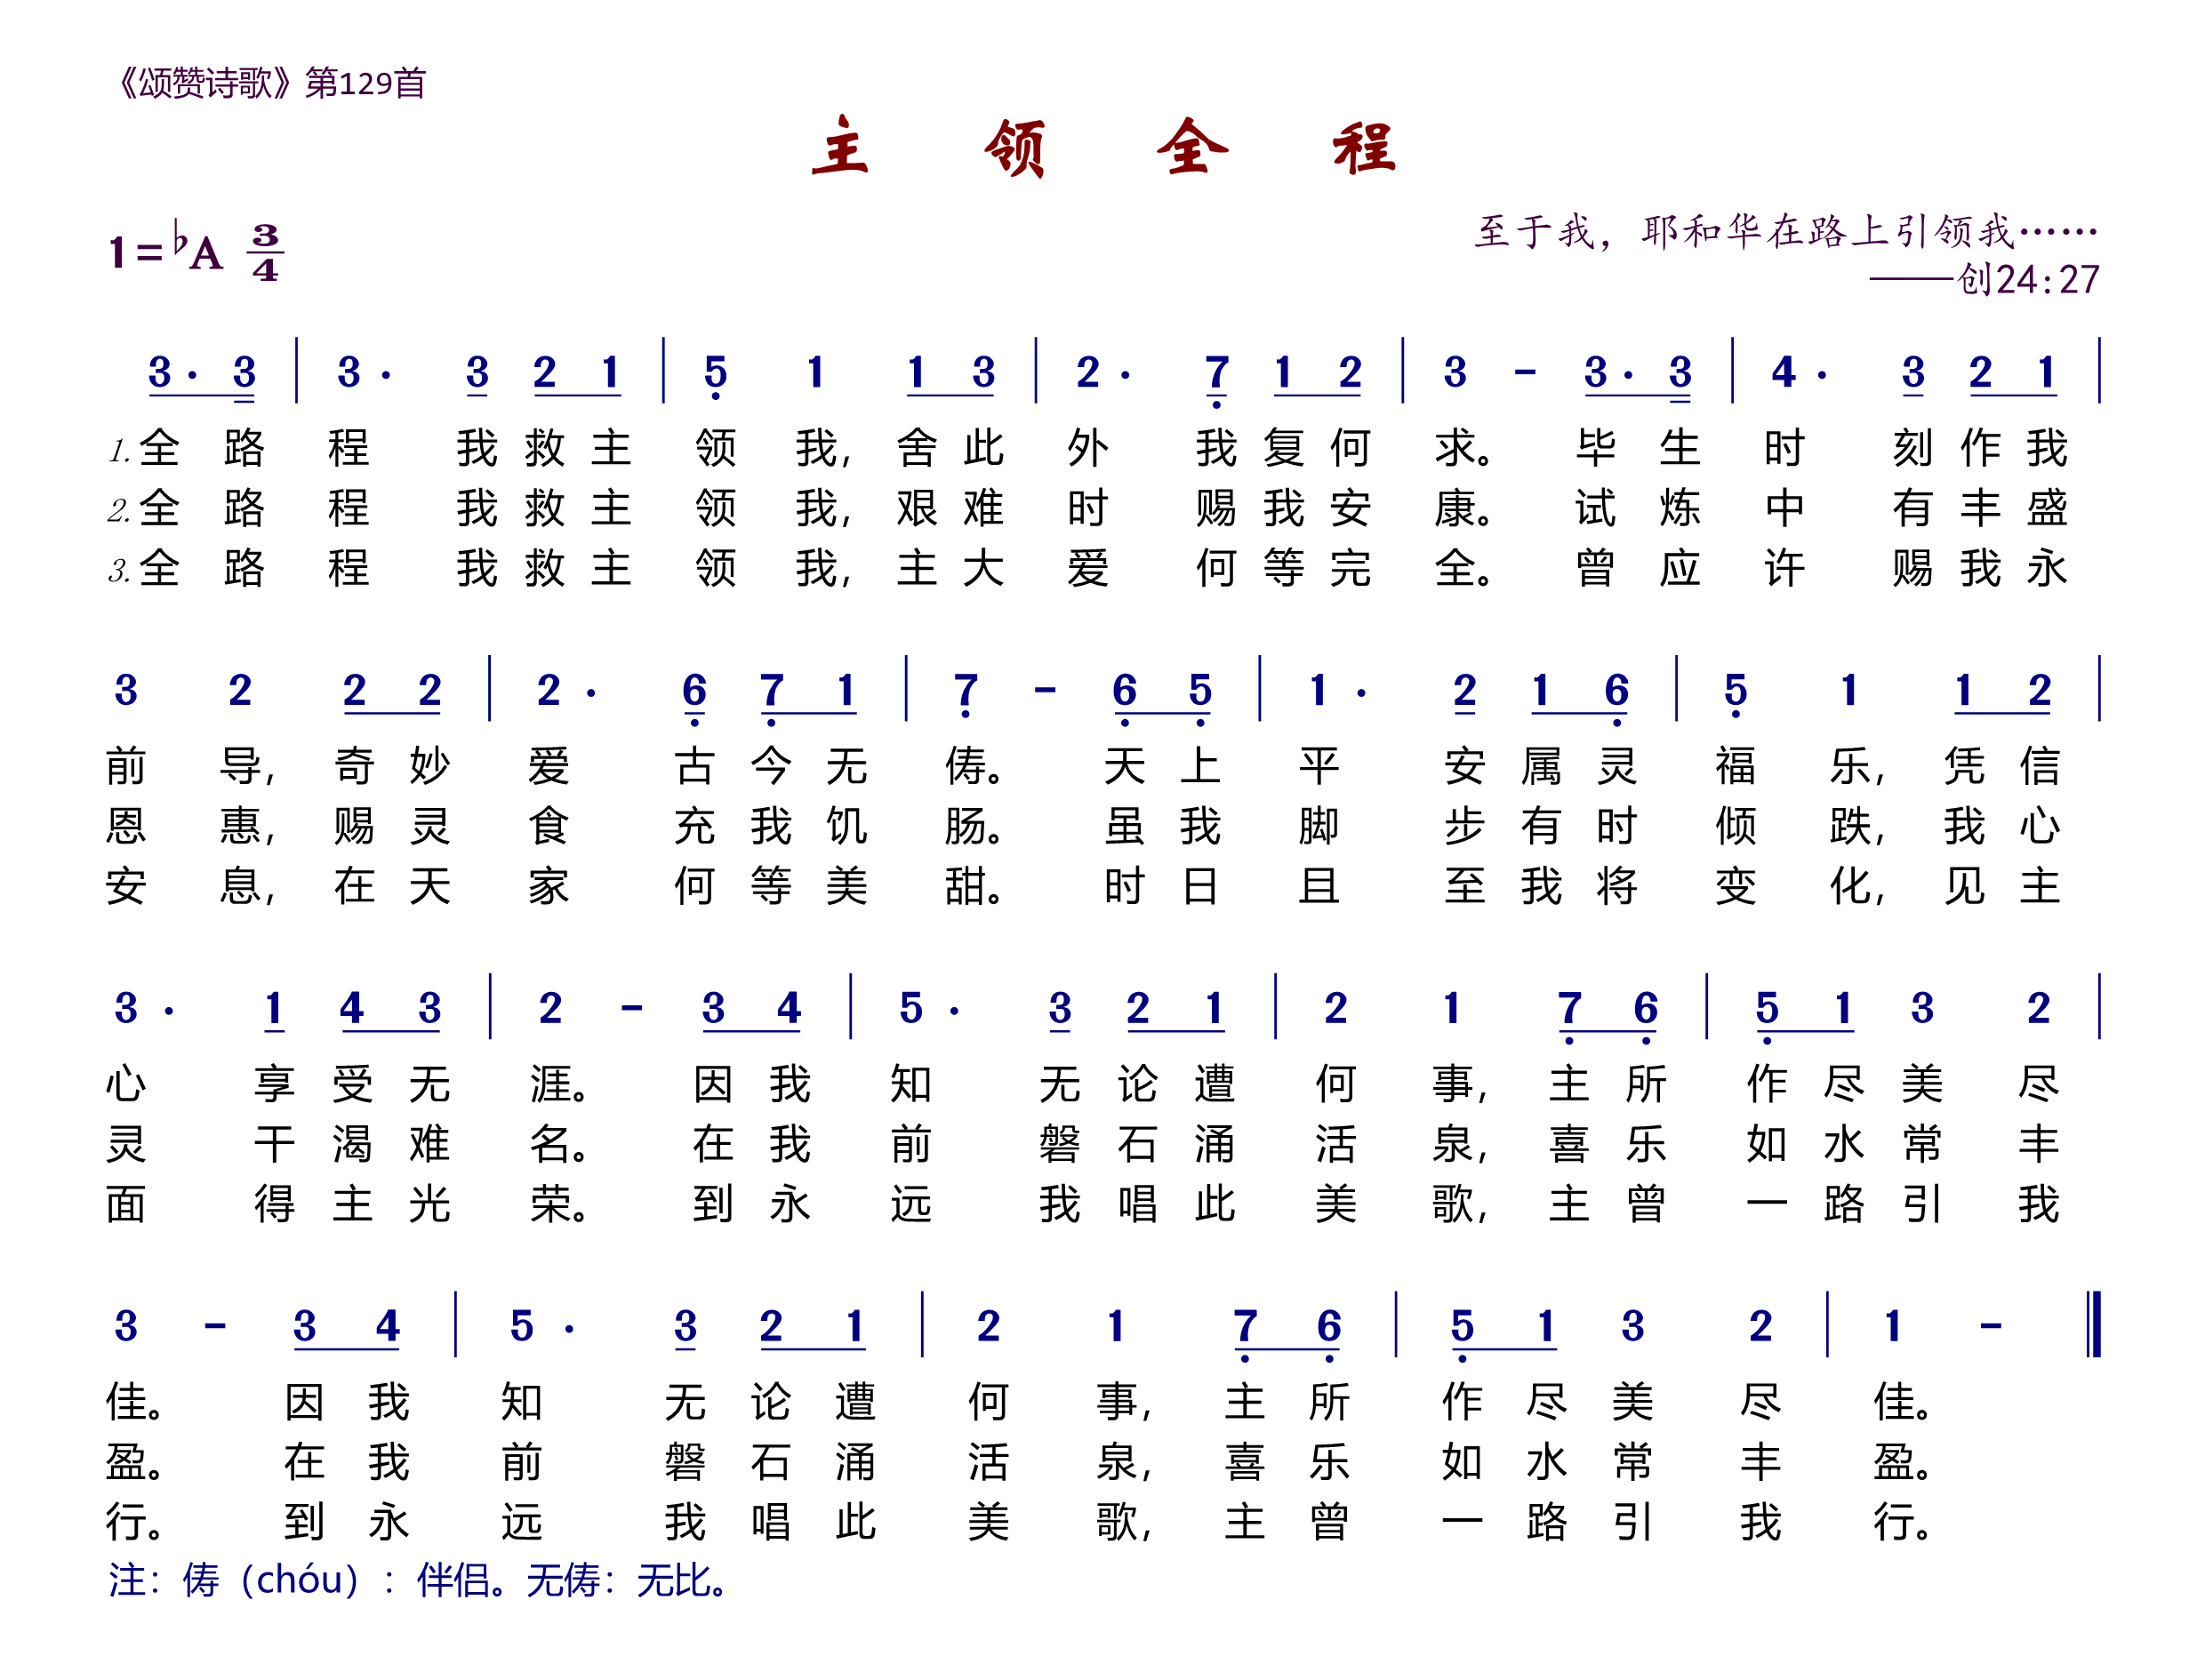 《颂赞诗歌》第129首
主 领 全 程
1=♭A 3/4
至于我，耶和华在路上引领我……
——创24:27
3· 3 | 3· 3 2 1 | 5 1 1 3 | 2· 7 1 2 | 3 - 3· 3 | 4· 3 2 1 |
1.全 路 程 我 救 主 领 我，舍 此 外 我 复 何 求。毕 生 时 刻 作 我
2.全 路 程 我 救 主 领 我，艰 难 时 赐 我 安 康。试 炼 中 有 丰 盛
3.全 路 程 我 救 主 领 我，主 大 爱 何 等 完 全。曾 应 许 赐 我 永
3 2 2 2 | 2· 6 7 1 | 7 - 6 5 | 1· 2 1 6 | 5 1 1 2 |
前 导，奇 妙 爱 古 今 无 俦。天 上 平 安 属 灵 福 乐，凭 信
恩 惠，赐 灵 食 充 我 饥 肠。虽 我 脚 步 有 时 倾 跌，我 心
安 息，在 天 家 何 等 美 甜。时 日 且 至 我 将 变 化，见 主
3· 1 4 3 | 2 - 3 4 | 5· 3 2 1 | 2 1 7 6 | 5 1 3 2 |
心 享 受 无 涯。因 我 知 无 论 遭 何 事，主 所 作 尽 美 尽
灵 干 渴 难 名。在 我 前 磐 石 涌 活 泉，喜 乐 如 水 常 丰
面 得 主 光 荣。到 永 远 我 唱 此 美 歌，主 曾 一 路 引 我
3 - 3 4 | 5· 3 2 1 | 2 1 7 6 | 5 1 3 2 | 1 - ‖
佳。因 我 知 无 论 遭 何 事，主 所 作 尽 美 尽 佳。
盈。在 我 前 磐 石 涌 活 泉，喜 乐 如 水 常 丰 盈。
行。到 永 远 我 唱 此 美 歌，主 曾 一 路 引 我 行。
注：俦（chóu）：伴侣。无俦：无比。